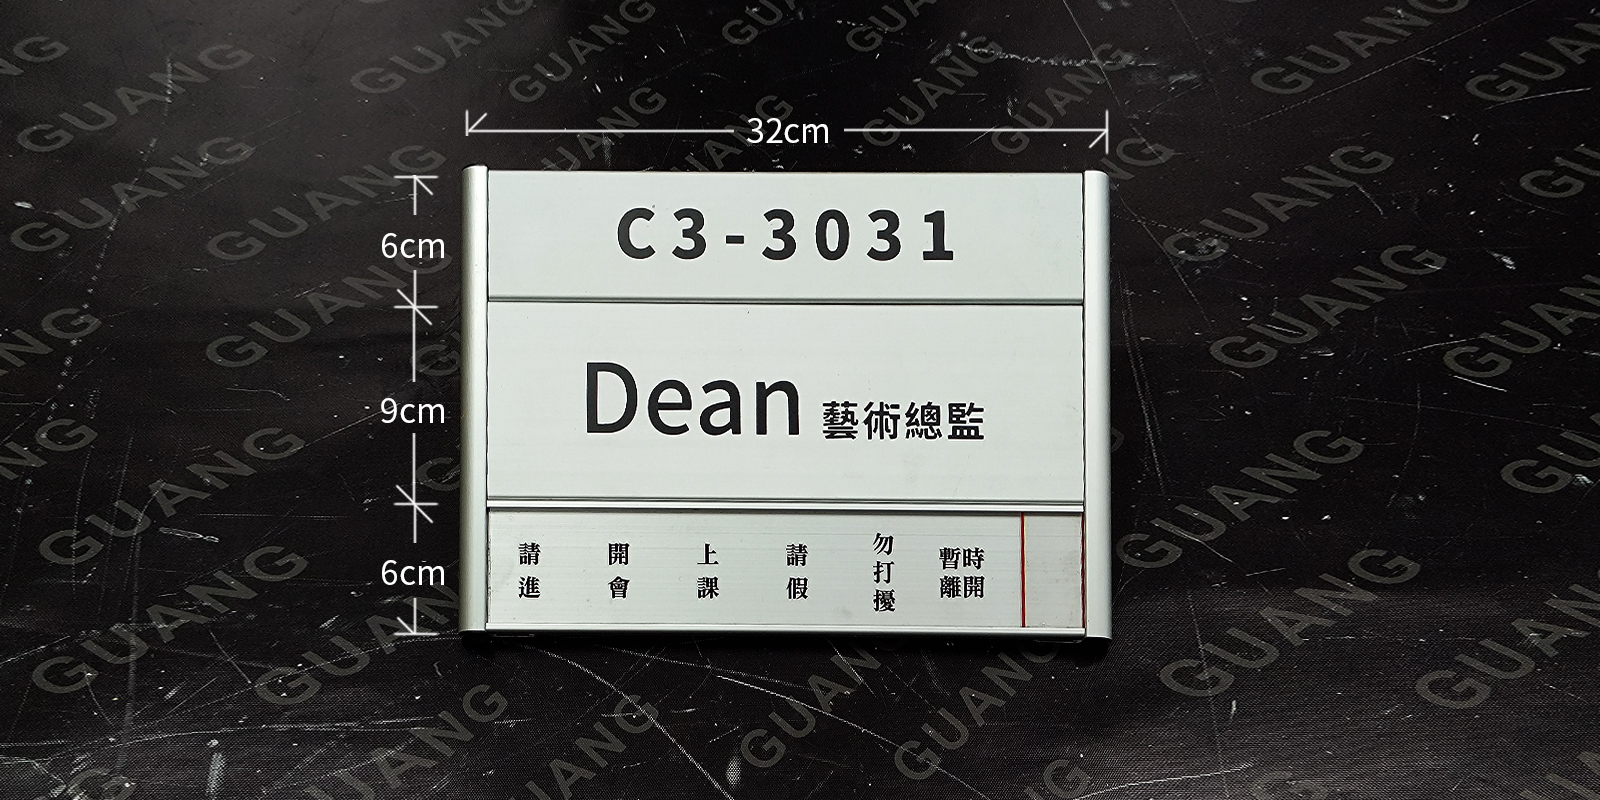 32cm
6cm
C3-3031
9cm
Dean 藝術總監
6cm
請進
開會
上課
請假
勿打擾
暫時離開
GUANG